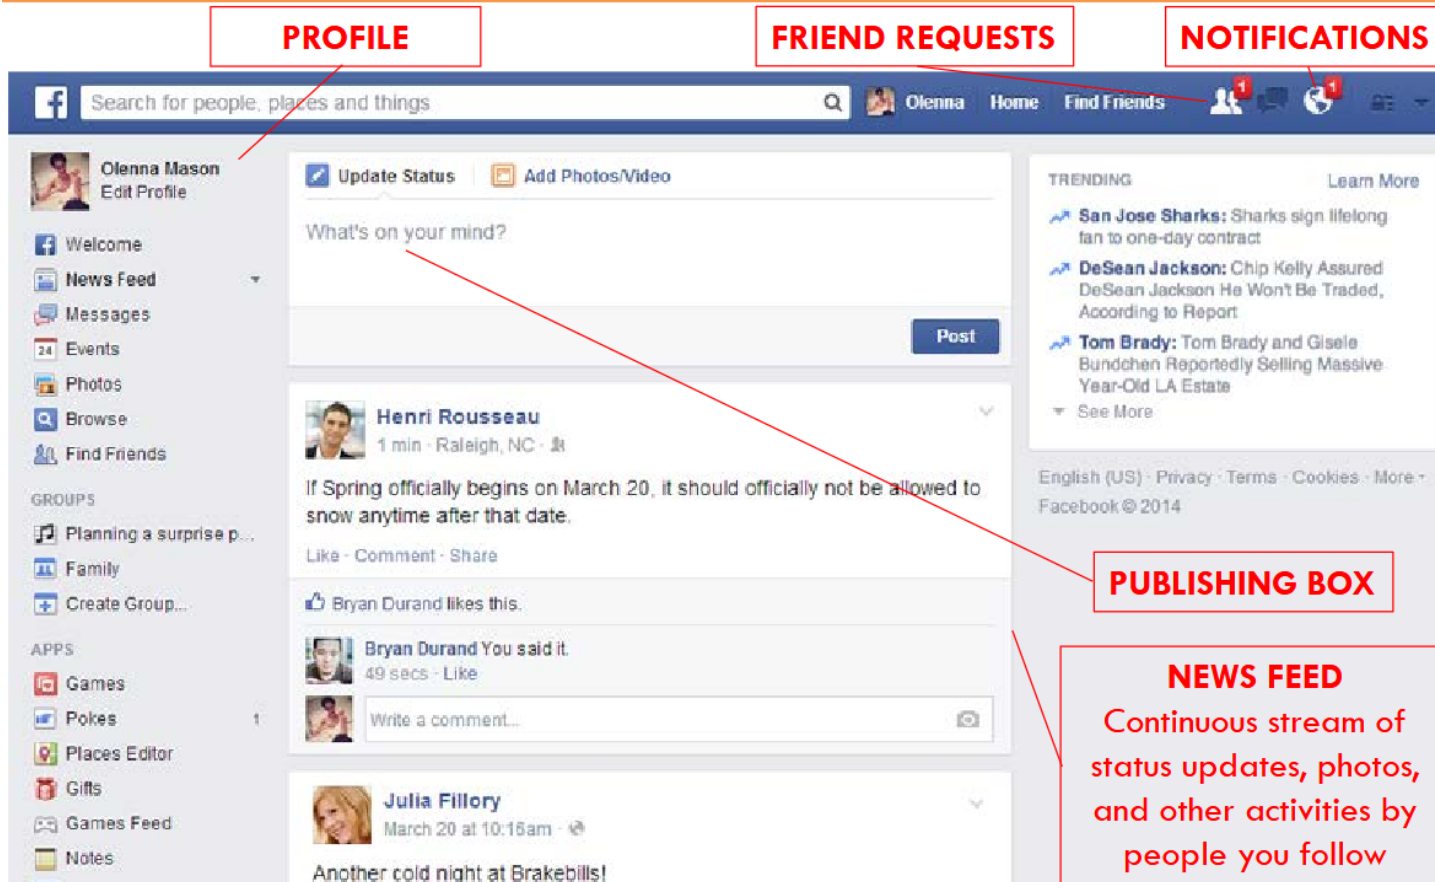 PROFILE
FRIEND REQUESTS
NOTIFICATIONS
f
Search for people, places and things
Olenna
Home
Find Friends
1
1
Olenna Mason
Edit Profile
Welcome
News Feed
Messages
24
Events
Photos
Browse
Find Friends
GROUPS
Planning a surprise p...
Family
Create Group...
APPS
Games
Pokes 1
Places Editor
Gifts
Games Feed
Notes
Update Status
Add Photos/Video
What's on your mind?
Post
Henri Rousseau
1 min · Raleigh, NC ·
If Spring officially begins on March 20, it should officially not be allowed to
snow anytime after that date.
Like · Comment · Share
Bryan Durand likes this.
Bryan Durand You said it.
49 secs · Like
Write a comment...
Julia Fillory
March 20 at 10:16am ·
Another cold night at Brakebills!
TRENDING
Learn More
San Jose Sharks: Sharks sign lifelong
fan to one-day contract
DeSean Jackson: Chip Kelly Assured
DeSean Jackson He Won't Be Traded,
According to Report
Tom Brady: Tom Brady and Gisele
Bundchen Reportedly Selling Massive
Year-Old LA Estate
See More
English (US) · Privacy · Terms · Cookies · More
Facebook © 2014
PUBLISHING BOX
NEWS FEED
Continuous stream of
status updates, photos,
and other activities by
people you follow